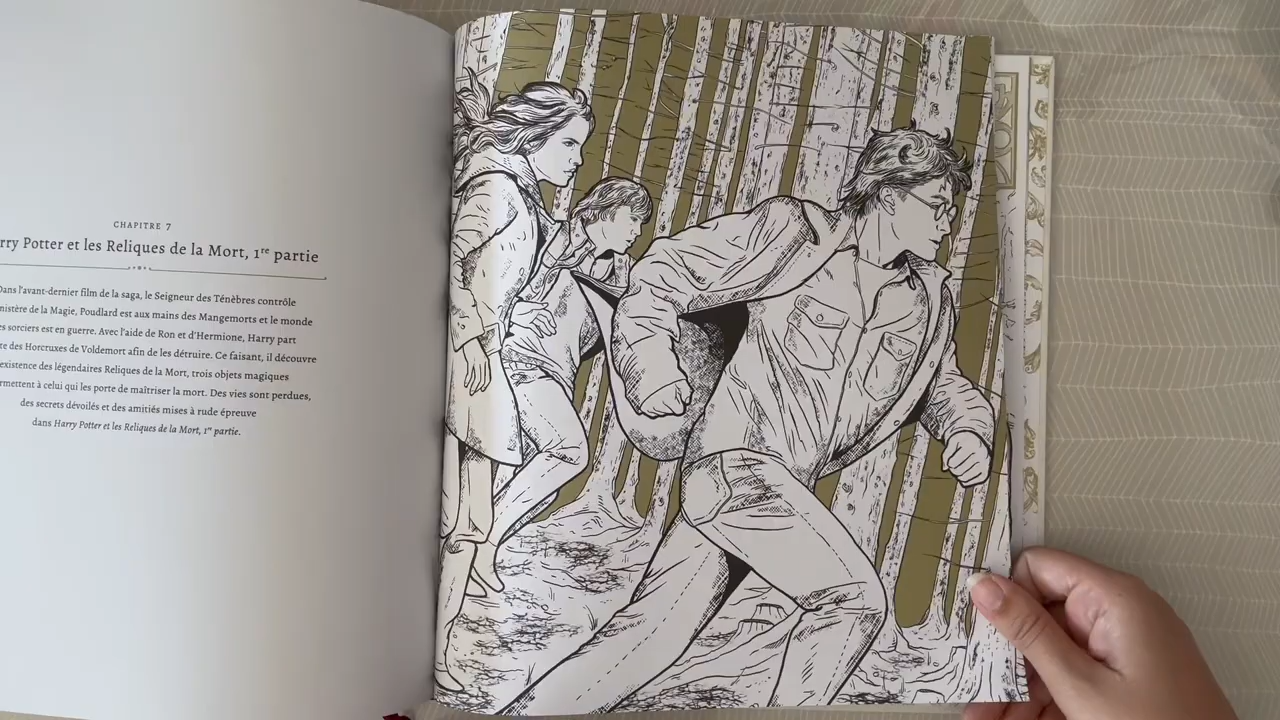 CHAPITRE 7
rry Potter et les Reliques de la Mort, 1re partie
Dans l'avant-dernier film de la saga, le Seigneur des Ténèbres contrôle
nistère de la Magie, Poudlard est aux mains des Mangemorts et le monde
es sorciers est en guerre. Avec l'aide de Ron et d'Hermione, Harry part
te des Horcruxes de Voldemort afin de les détruire. Ce faisant, il découvre
existence des légendaires Reliques de la Mort, trois objets magiques
rmettent à celui qui les porte de maîtriser la mort. Des vies sont perdues,
des secrets dévoilés et des amitiés mises à rude épreuve
dans Harry Potter et les Reliques de la Mort, 1re partie.